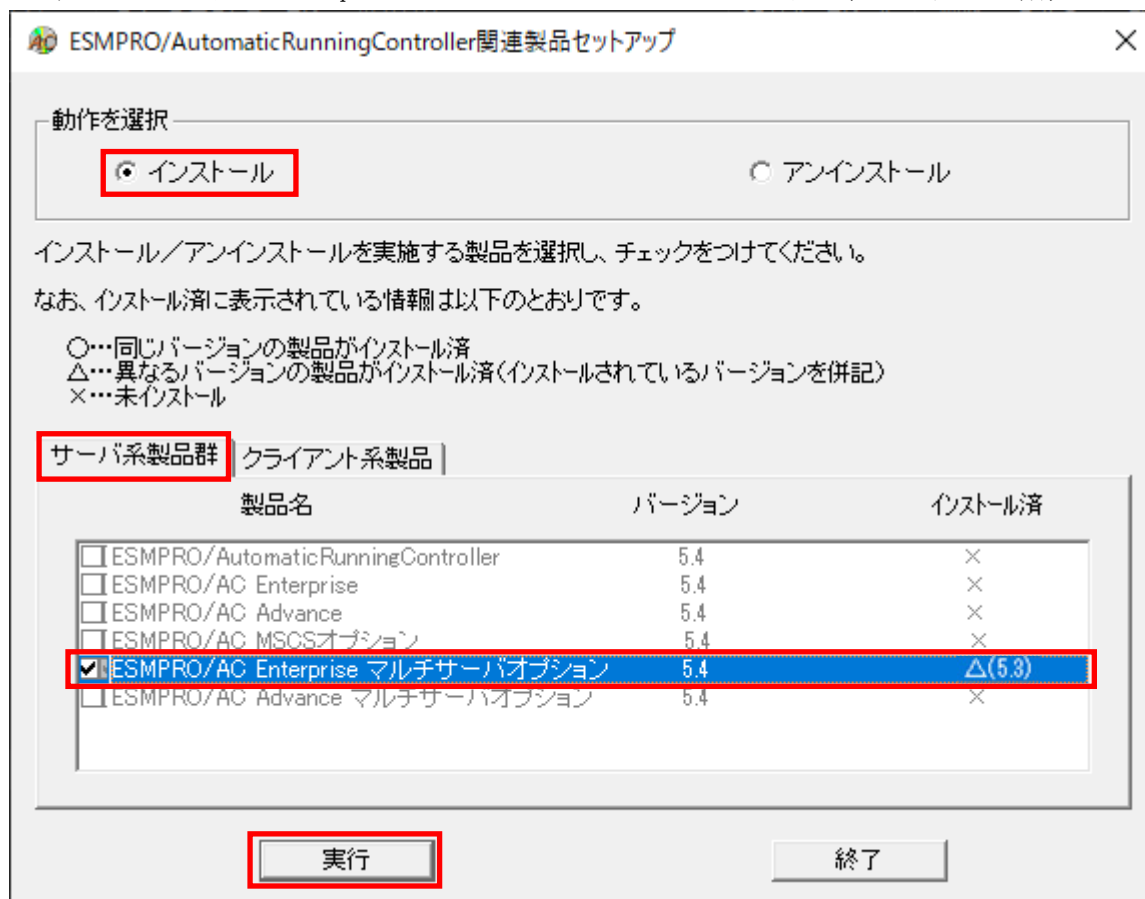 ESMPRO/AutomaticRunningController関連製品セットアップ
動作を選択
インストール
アンインストール
インストール／アンインストールを実施する製品を選択し、チェックをつけてください。
なお、インストール済に表示されている情報は以下のとおりです。
○…同じバージョンの製品がインストール済
△…異なるバージョンの製品がインストール済(インストールされているバージョンを併記)
×…未インストール
サーバ系製品群 クライアント系製品
製品名 バージョン インストール済
ESMPRO/AutomaticRunningController 5.4 ×
ESMPRO/AC Enterprise 5.4 ×
ESMPRO/AC Advance 5.4 ×
ESMPRO/AC MSCSオプション 5.4 ×
ESMPRO/AC Enterprise マルチサーバオプション 5.4 △(5.3)
ESMPRO/AC Advance マルチサーバオプション 5.4 ×
実行 終了